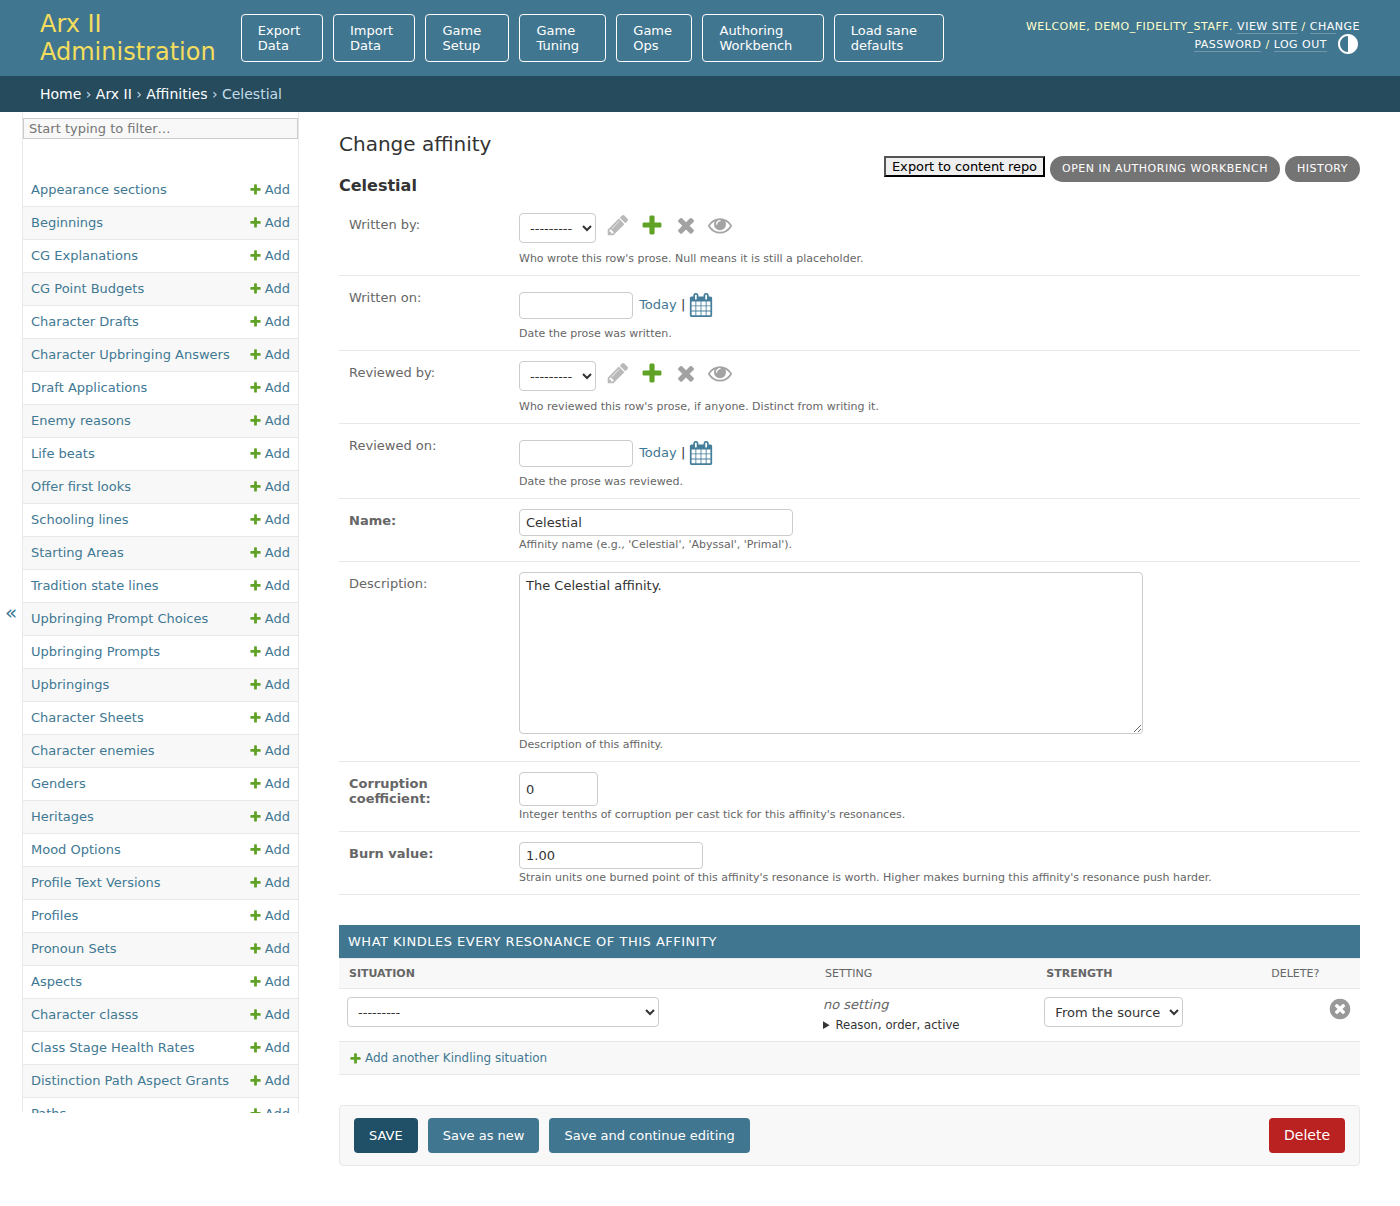 Arx II
Administration
Export
Data
Import
Data
Game
Setup
Game
Tuning
Game
Ops
Authoring
Workbench
Load sane
defaults
WELCOME, DEMO_FIDELITY_STAFF. VIEW SITE / CHANGE
PASSWORD / LOG OUT
Home › Arx II › Affinities › Celestial
Start typing to filter…
Appearance sections Add
Beginnings Add
CG Explanations Add
CG Point Budgets Add
Character Drafts Add
Character Upbringing Answers Add
Draft Applications Add
Enemy reasons Add
Life beats Add
Offer first looks Add
Schooling lines Add
Starting Areas Add
Tradition state lines Add
Upbringing Prompt Choices Add
Upbringing Prompts Add
Upbringings Add
Character Sheets Add
Character enemies Add
Genders Add
Heritages Add
Mood Options Add
Profile Text Versions Add
Profiles Add
Pronoun Sets Add
Aspects Add
Character classs Add
Class Stage Health Rates Add
Distinction Path Aspect Grants Add
Paths Add
«
Change affinity
Export to content repo OPEN IN AUTHORING WORKBENCH HISTORY
Celestial
Written by: ---------
Who wrote this row's prose. Null means it is still a placeholder.
Written on: Today |
Date the prose was written.
Reviewed by: ---------
Who reviewed this row's prose, if anyone. Distinct from writing it.
Reviewed on: Today |
Date the prose was reviewed.
Name: Celestial
Affinity name (e.g., 'Celestial', 'Abyssal', 'Primal').
Description: The Celestial affinity.
Description of this affinity.
Corruption
coefficient: 0
Integer tenths of corruption per cast tick for this affinity's resonances.
Burn value: 1.00
Strain units one burned point of this affinity's resonance is worth. Higher makes burning this affinity's resonance push harder.
WHAT KINDLES EVERY RESONANCE OF THIS AFFINITY
SITUATION SETTING STRENGTH DELETE?
--------- no setting From the source
Reason, order, active
Add another Kindling situation
SAVE Save as new Save and continue editing Delete